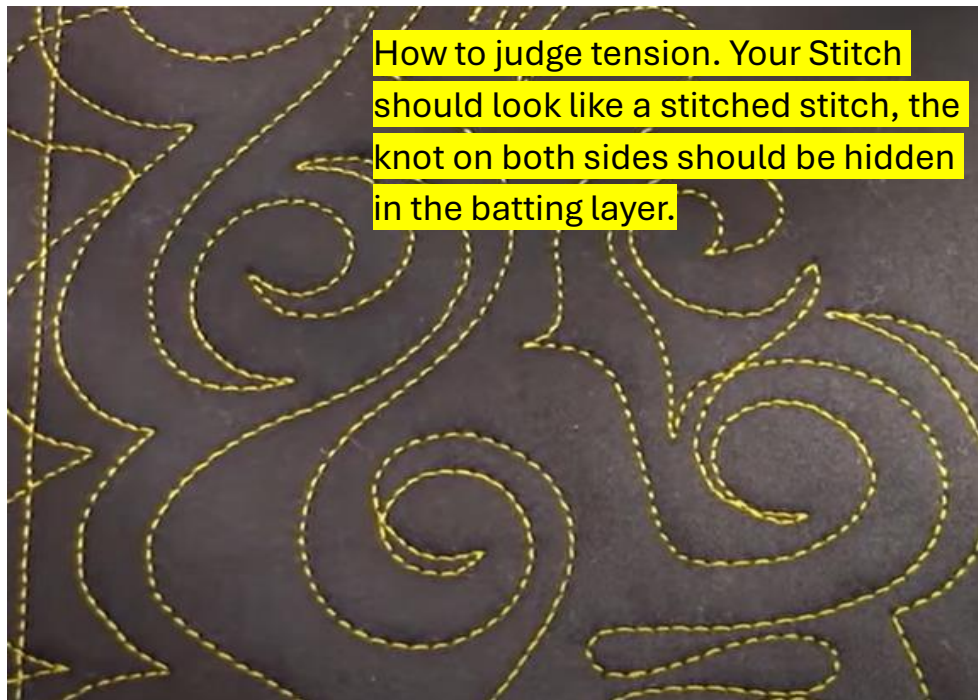 How to judge tension. Your Stitch
should look like a stitched stitch, the
knot on both sides should be hidden
in the batting layer.